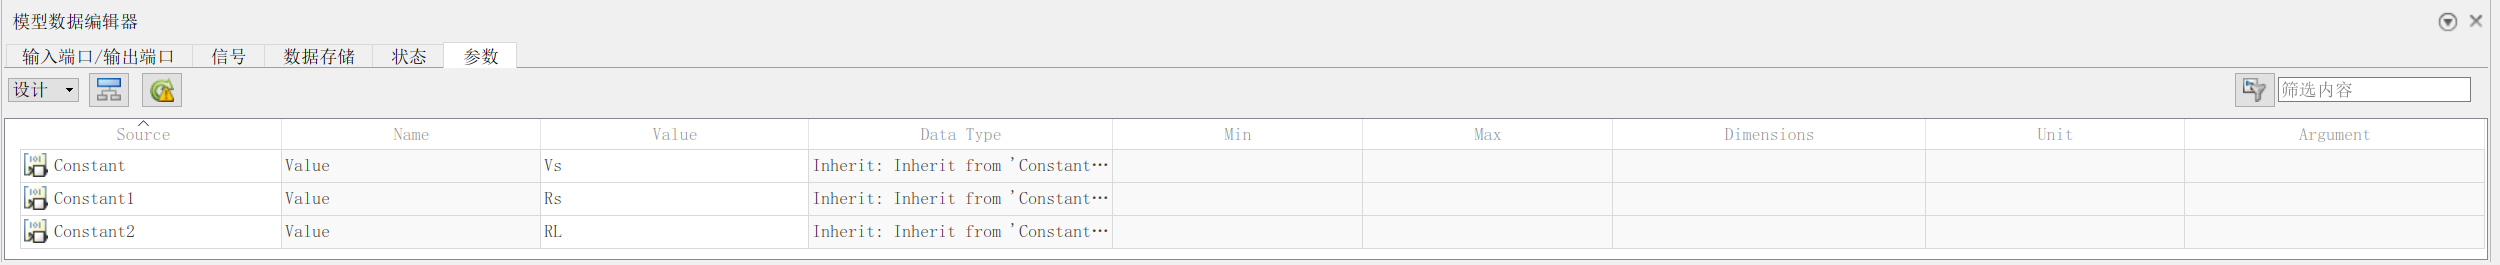 模型数据编辑器
输入端口/输出端口 信号 数据存储 状态 参数
设计 筛选内容
Source Name Value Data Type Min Max Dimensions Unit Argument
Constant Value Vs Inherit: Inherit from 'Constant…
Constant1 Value Rs Inherit: Inherit from 'Constant…
Constant2 Value RL Inherit: Inherit from 'Constant…